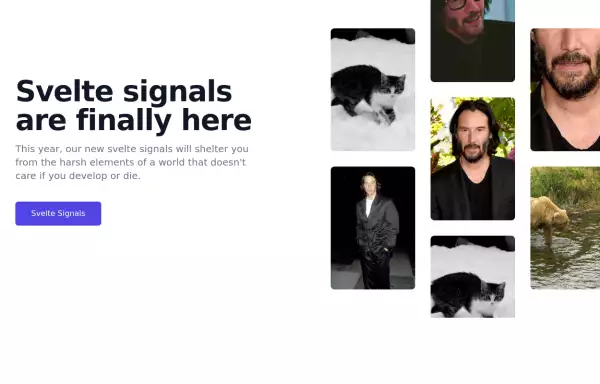 Svelte signals
are finally here
This year, our new svelte signals will shelter you
from the harsh elements of a world that doesn't
care if you develop or die.
Svelte Signals